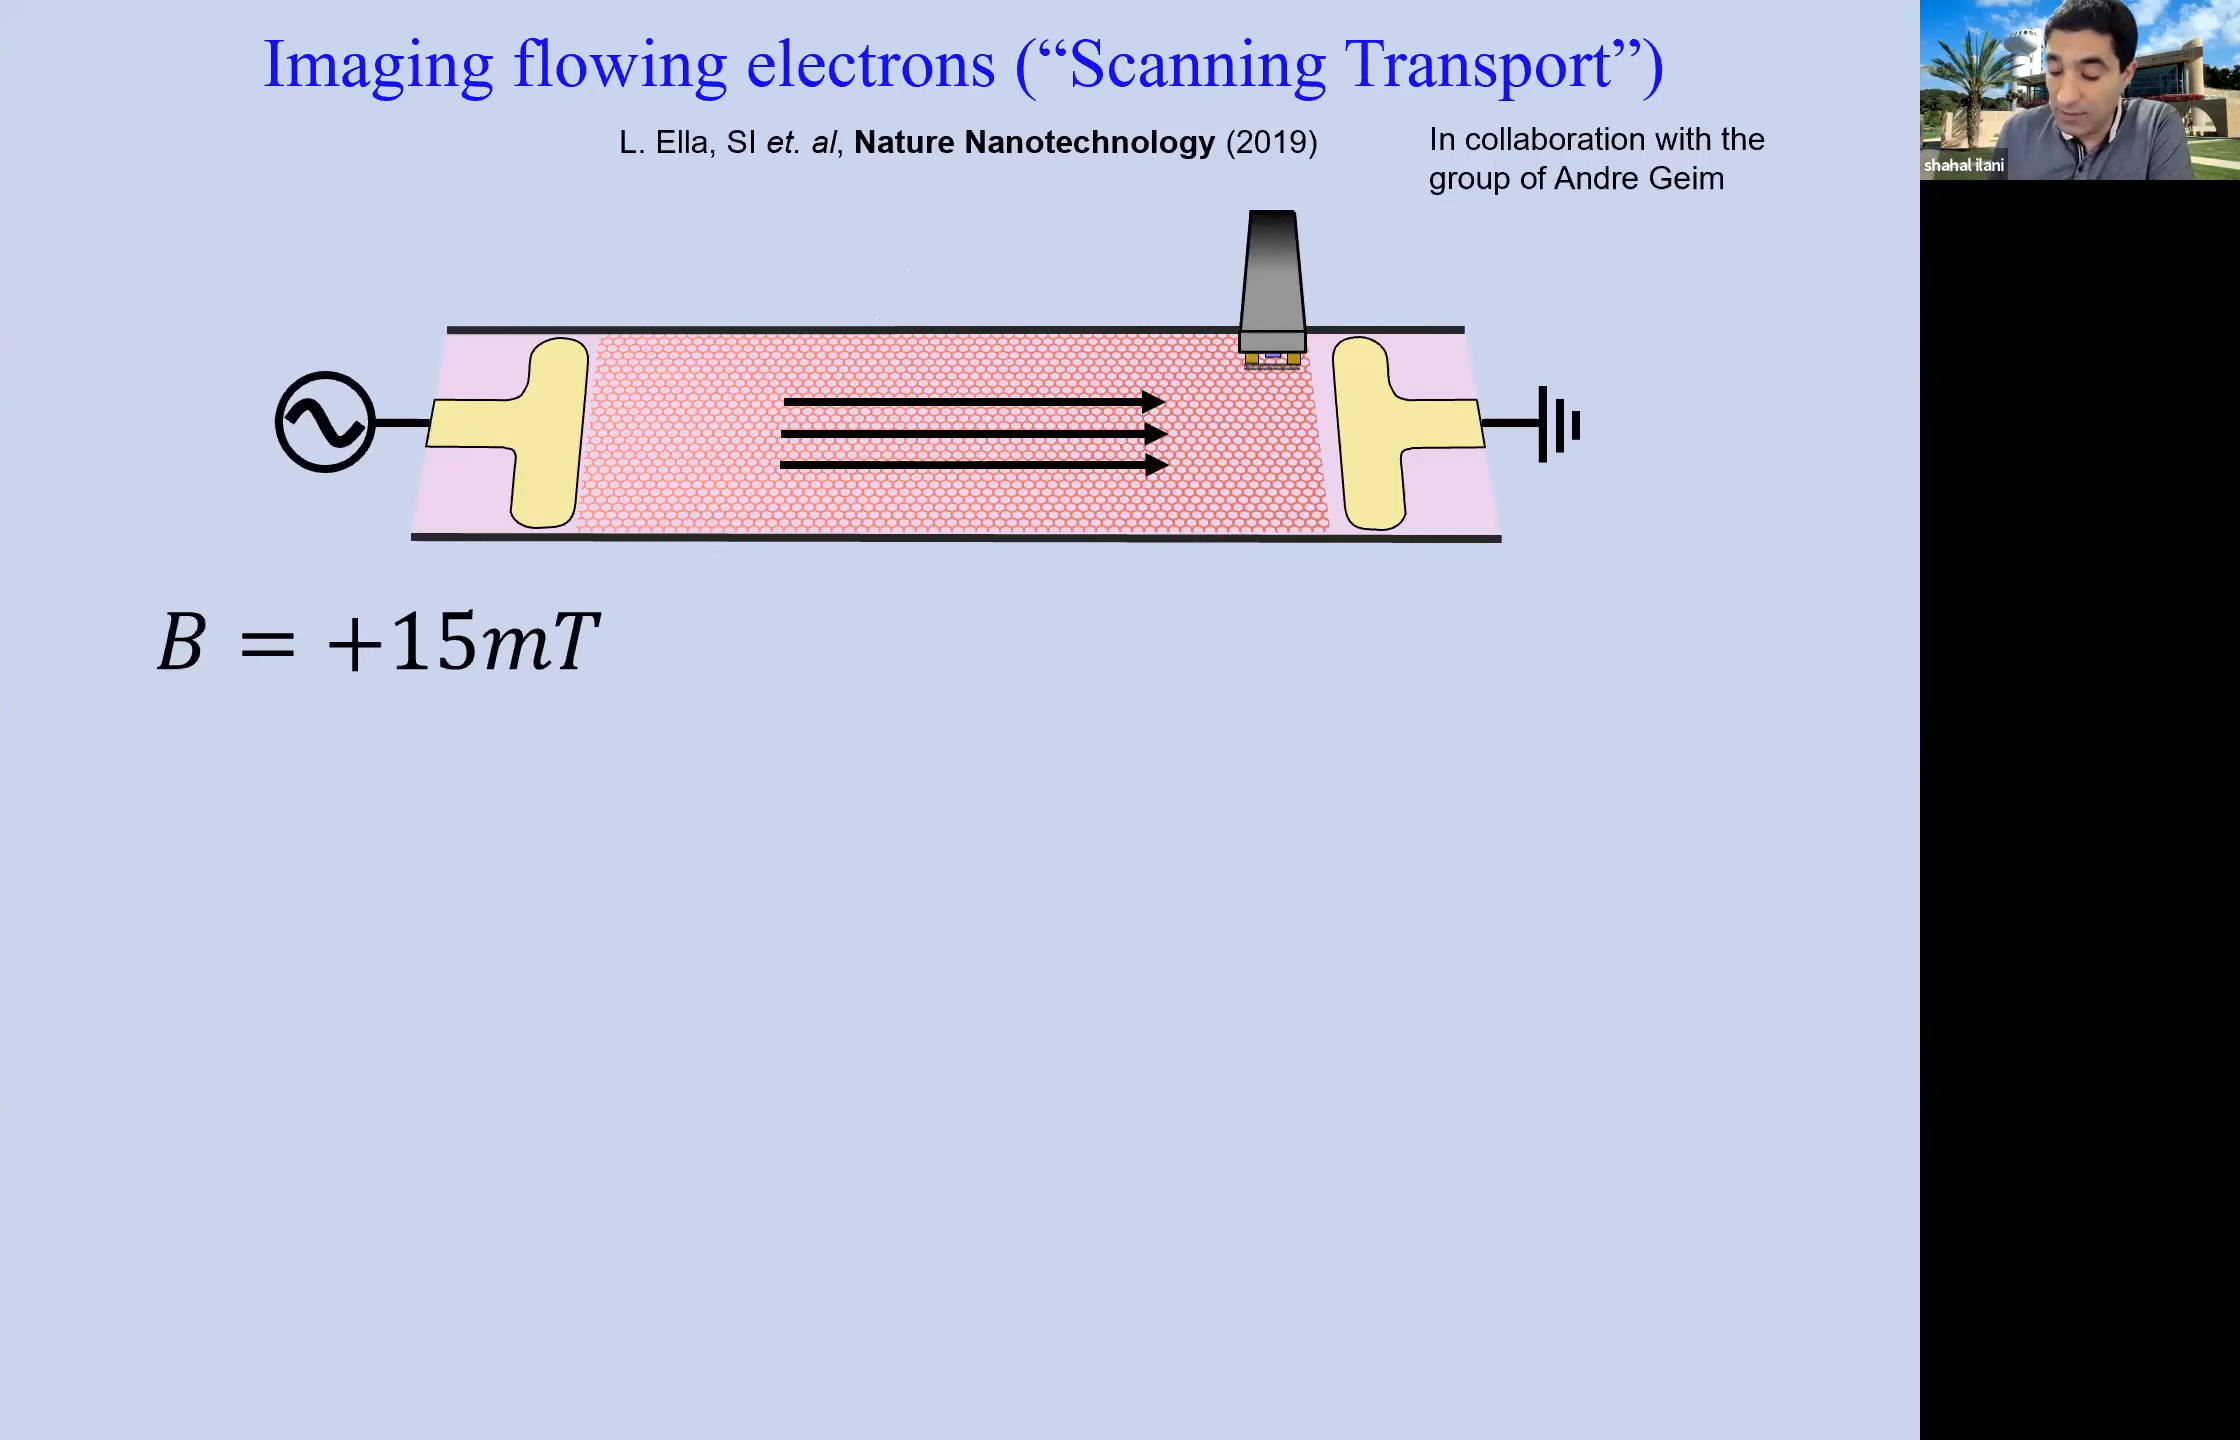 Imaging flowing electrons (“Scanning Transport”)
L. Ella, SI et. al, Nature Nanotechnology (2019)
In collaboration with the
group of Andre Geim
shahal ilani
B = +15mT